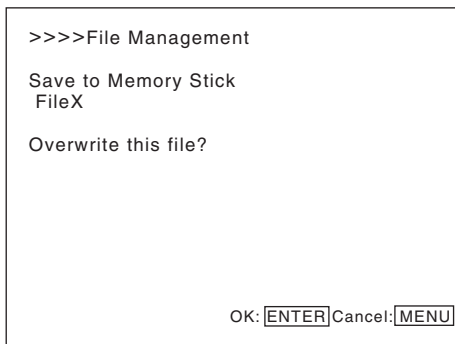 >>>>File Management
Save to Memory Stick
FileX
Overwrite this file?
OK: ENTER Cancel: MENU